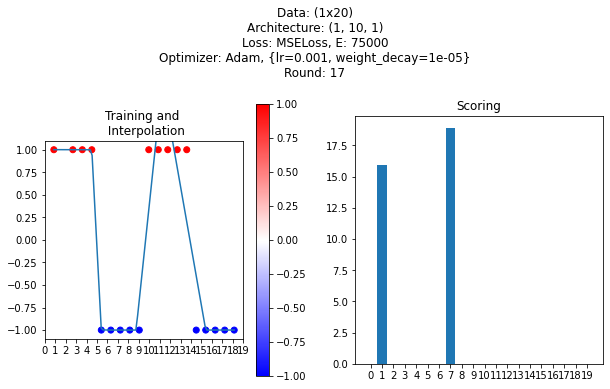 Data: (1x20)
Architecture: (1, 10, 1)
Loss: MSELoss, E: 75000
Optimizer: Adam, {lr=0.001, weight_decay=1e-05}
Round: 17
Training and
Interpolation
1.00
0.75
0.50
0.25
0.00
−0.25
−0.50
−0.75
−1.00
0 1 2 3 4 5 6 7 8 9 10 11 12 13 14 15 16 17 18 19
1.00
0.75
0.50
0.25
0.00
−0.25
−0.50
−0.75
−1.00
Scoring
17.5
15.0
12.5
10.0
7.5
5.0
2.5
0.0
0 1 2 3 4 5 6 7 8 9 10 11 12 13 14 15 16 17 18 19